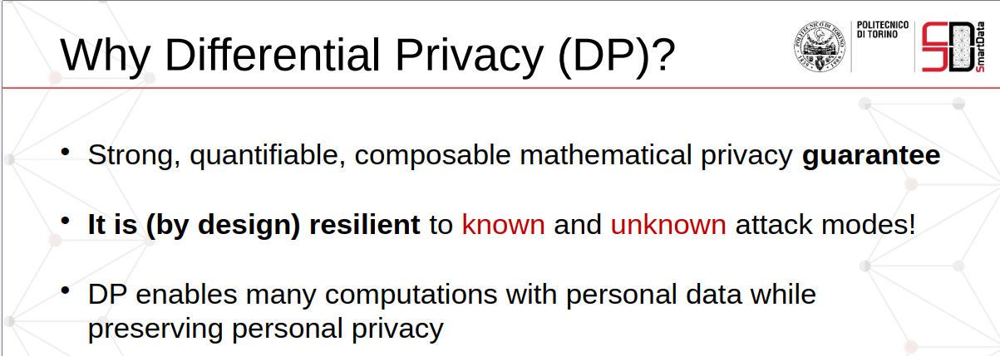 Why Differential Privacy (DP)?
POLITECNICO
DI TORINO
SmartData
• Strong, quantifiable, composable mathematical privacy guarantee
• It is (by design) resilient to known and unknown attack modes!
• DP enables many computations with personal data while
preserving personal privacy